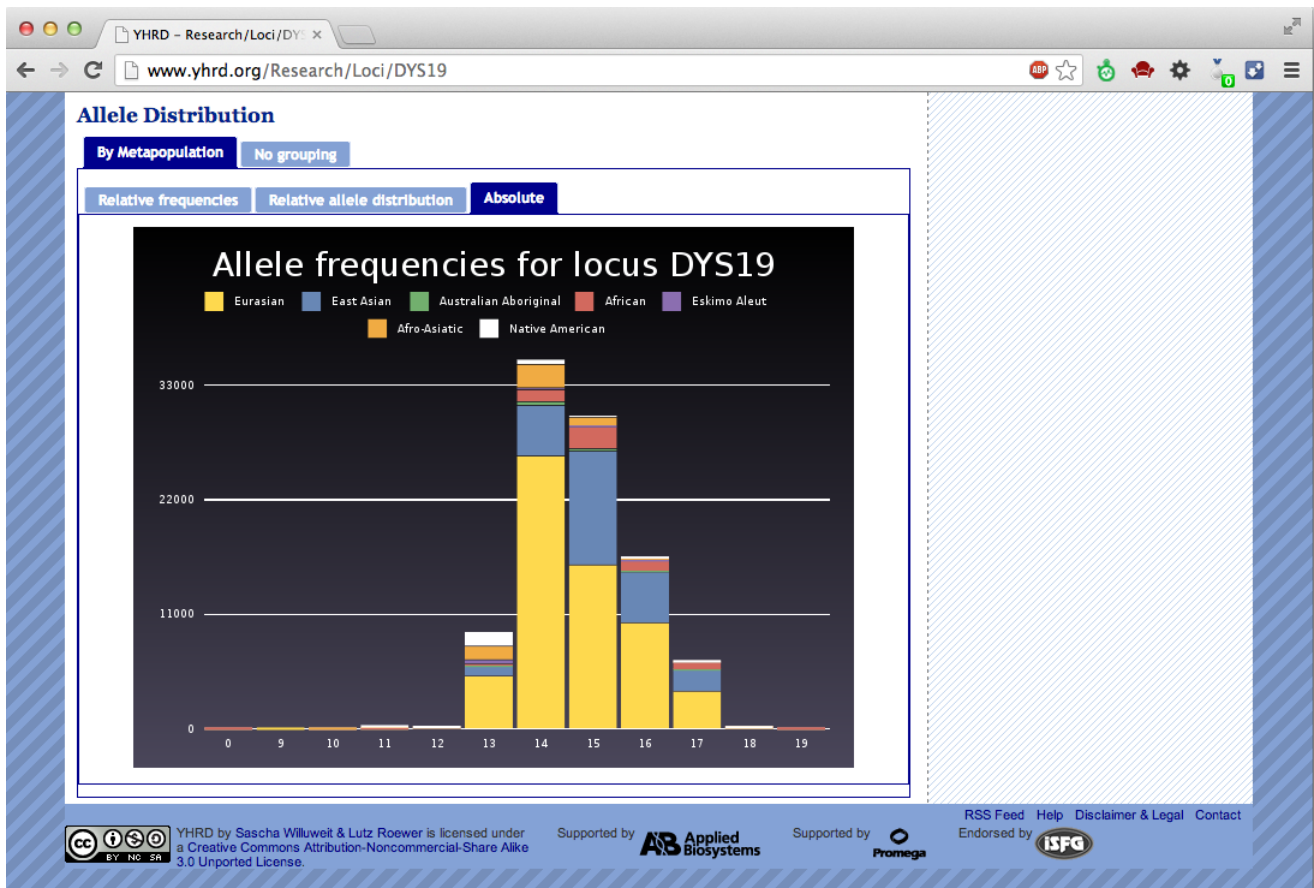 YHRD – Research/Loci/DYS
www.yhrd.org/Research/Loci/DYS19
ABP
0
Allele Distribution
By Metapopulation No grouping
Relative frequencies Relative allele distribution Absolute
Allele frequencies for locus DYS19
Eurasian East Asian Australian Aboriginal African Eskimo Aleut
Afro-Asiatic Native American
33000
22000
11000
0
0 9 10 11 12 13 14 15 16 17 18 19
RSS Feed Help Disclaimer & Legal Contact
cc BY NC SA
YHRD by Sascha Willuweit & Lutz Roewer is licensed under
a Creative Commons Attribution-Noncommercial-Share Alike
3.0 Unported License.
Supported by AB Applied
Biosystems
Supported by Promega
Endorsed by ISFG